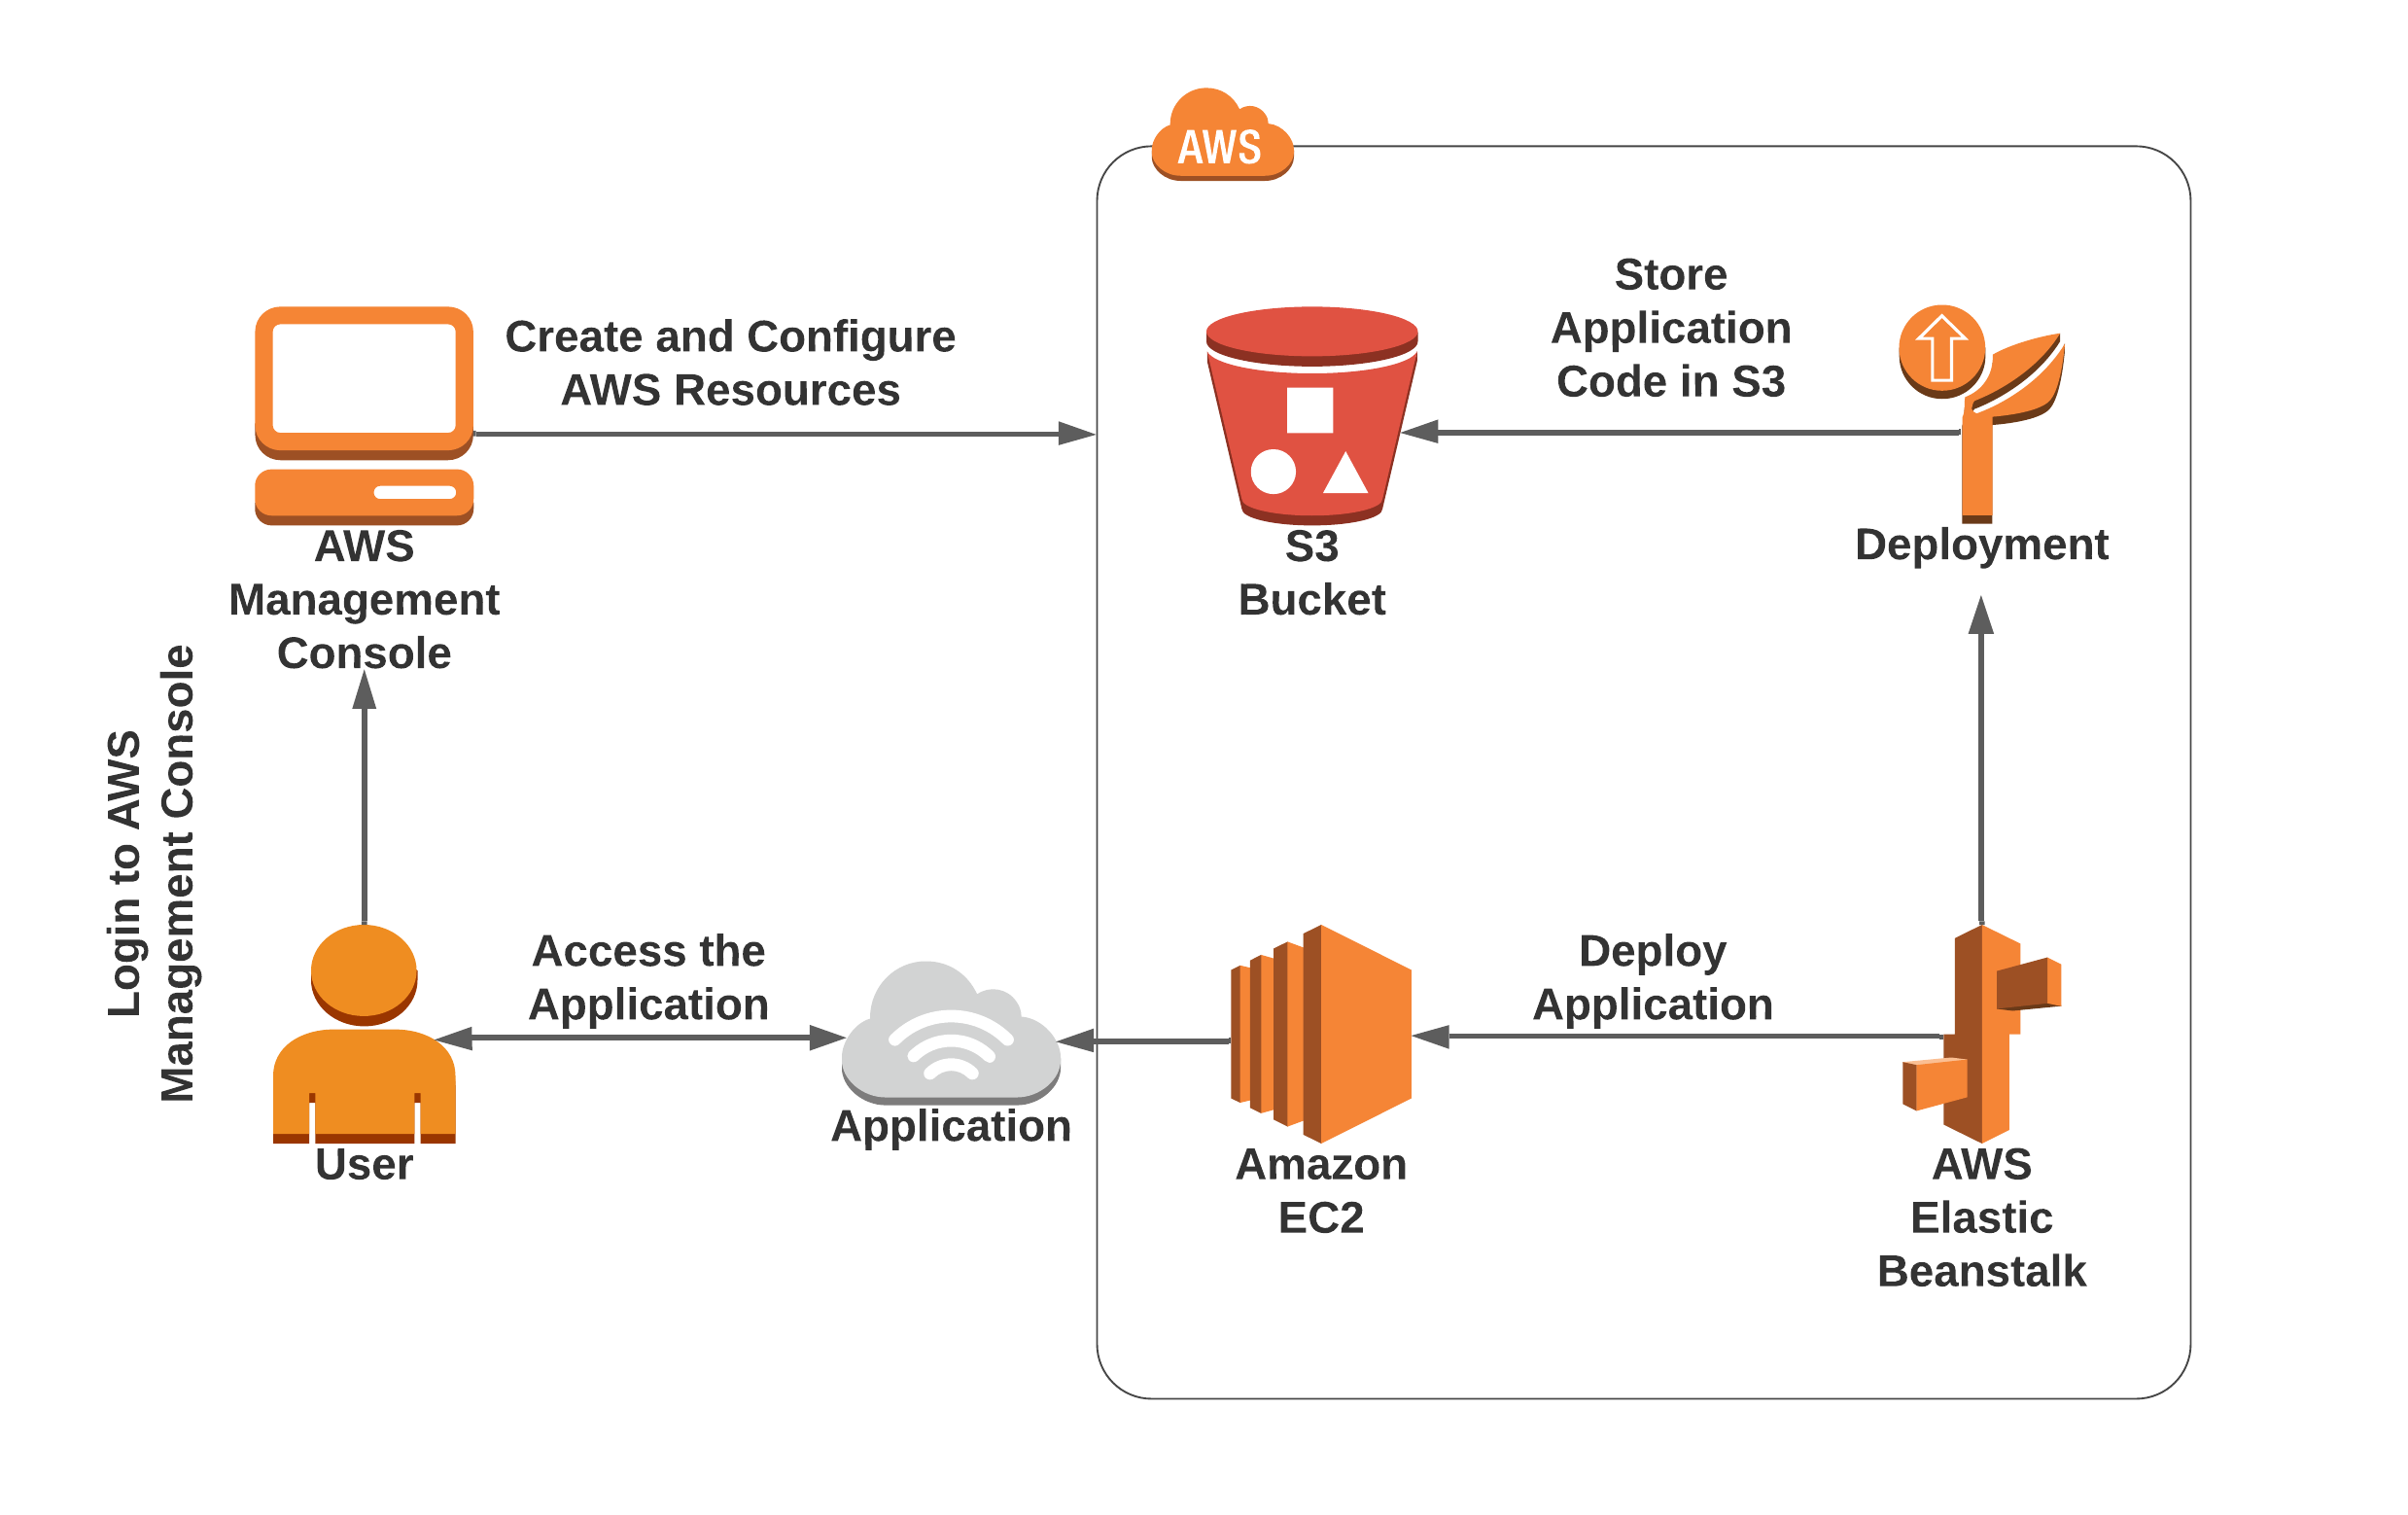 AWS
Create and Configure
AWS Resources
Store
Application
Code in S3
AWS
Management
Console
S3
Bucket
Deployment
Login to AWS
Management Console
Access the
Application
Deploy
Application
User
Application
Amazon
EC2
AWS
Elastic
Beanstalk